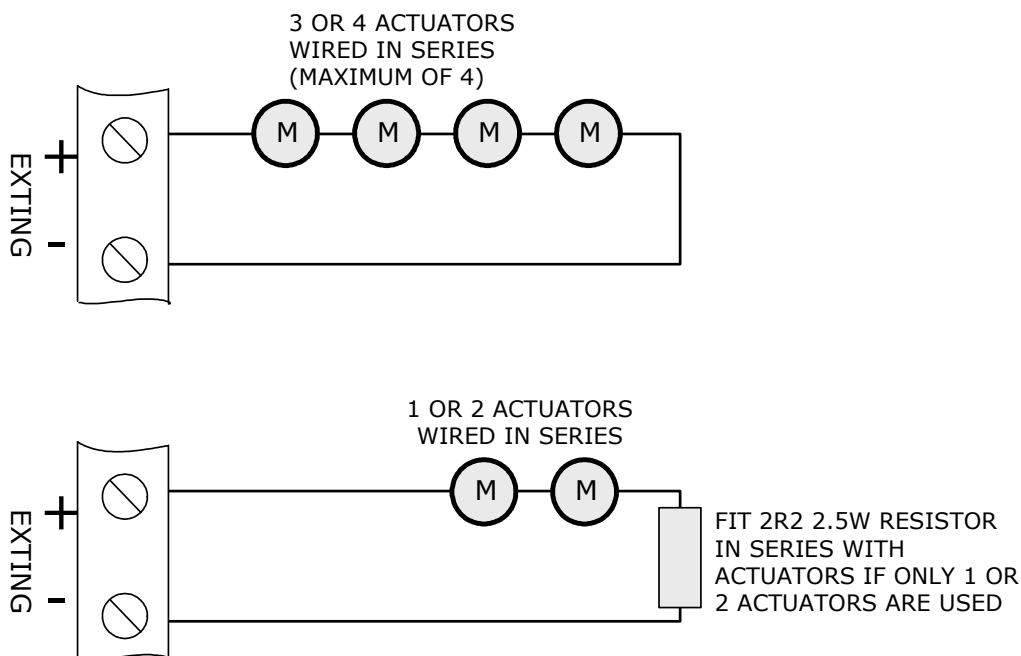 3 OR 4 ACTUATORS
WIRED IN SERIES
(MAXIMUM OF 4)
M M M M
+
EXTING
-
1 OR 2 ACTUATORS
WIRED IN SERIES
M M
+
EXTING
-
FIT 2R2 2.5W RESISTOR
IN SERIES WITH
ACTUATORS IF ONLY 1 OR
2 ACTUATORS ARE USED